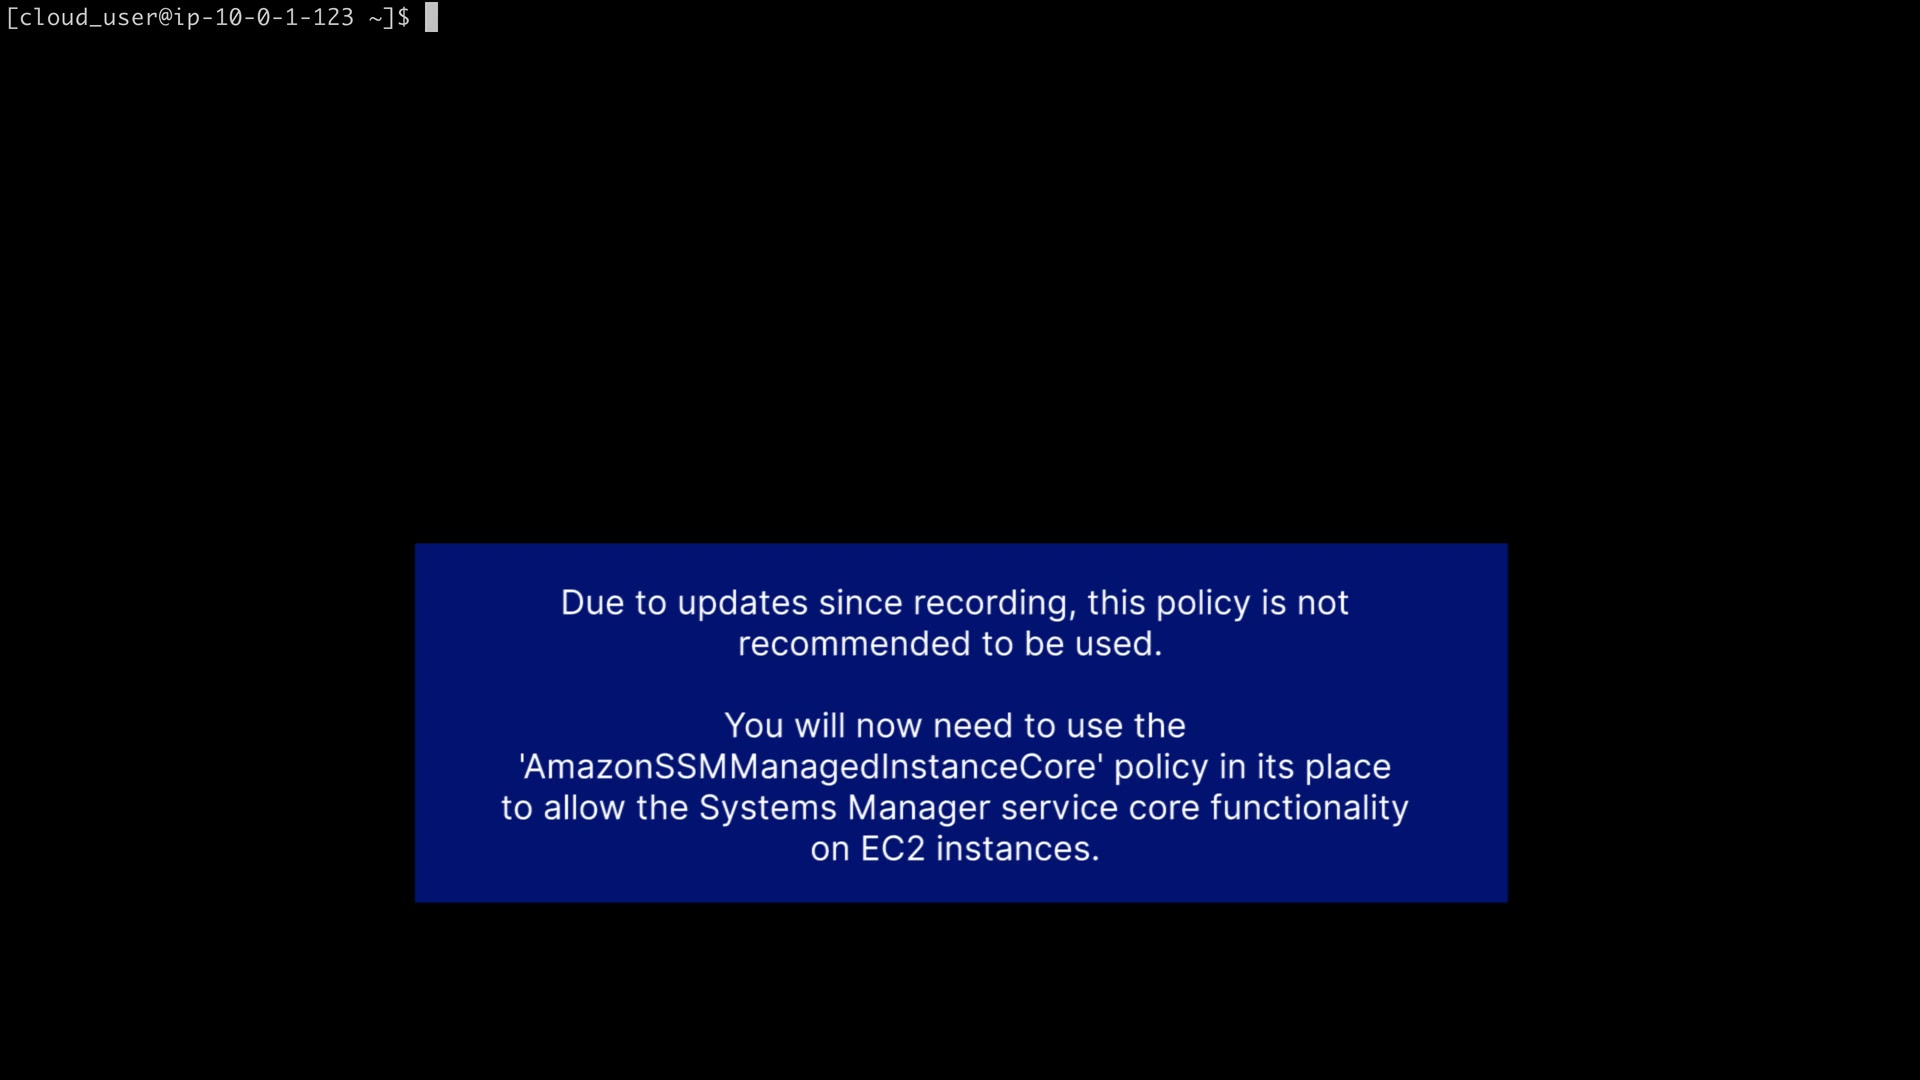 [cloud_user@ip-10-0-1-123 ~]$
Due to updates since recording, this policy is not
recommended to be used.
You will now need to use the
'AmazonSSMManagedInstanceCore' policy in its place
to allow the Systems Manager service core functionality
on EC2 instances.